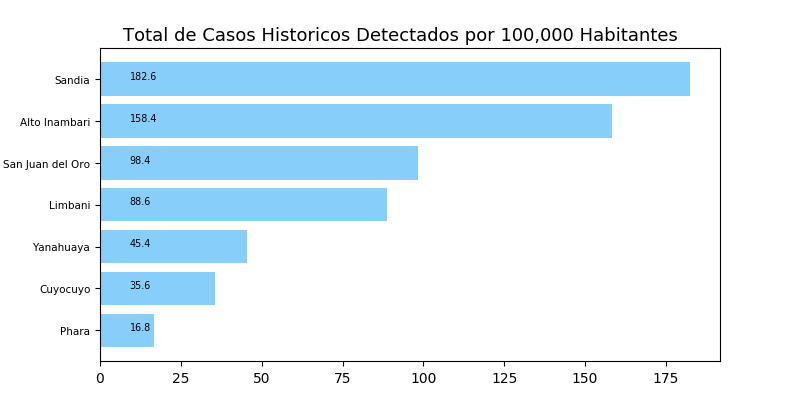 Total de Casos Historicos Detectados por 100,000 Habitantes
Sandia 182.6
Alto Inambari 158.4
San Juan del Oro 98.4
Limbani 88.6
Yanahuaya 45.4
Cuyocuyo 35.6
Phara 16.8
0 25 50 75 100 125 150 175